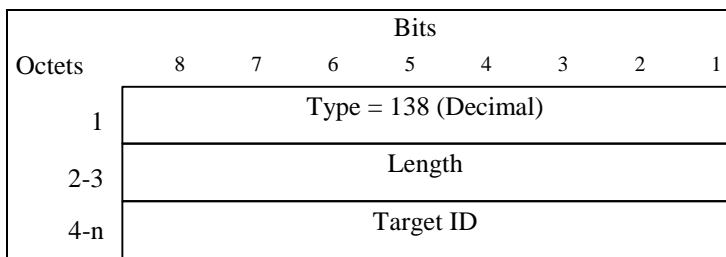 Bits
Octets 8 7 6 5 4 3 2 1
1 Type = 138 (Decimal)
2-3 Length
4-n Target ID